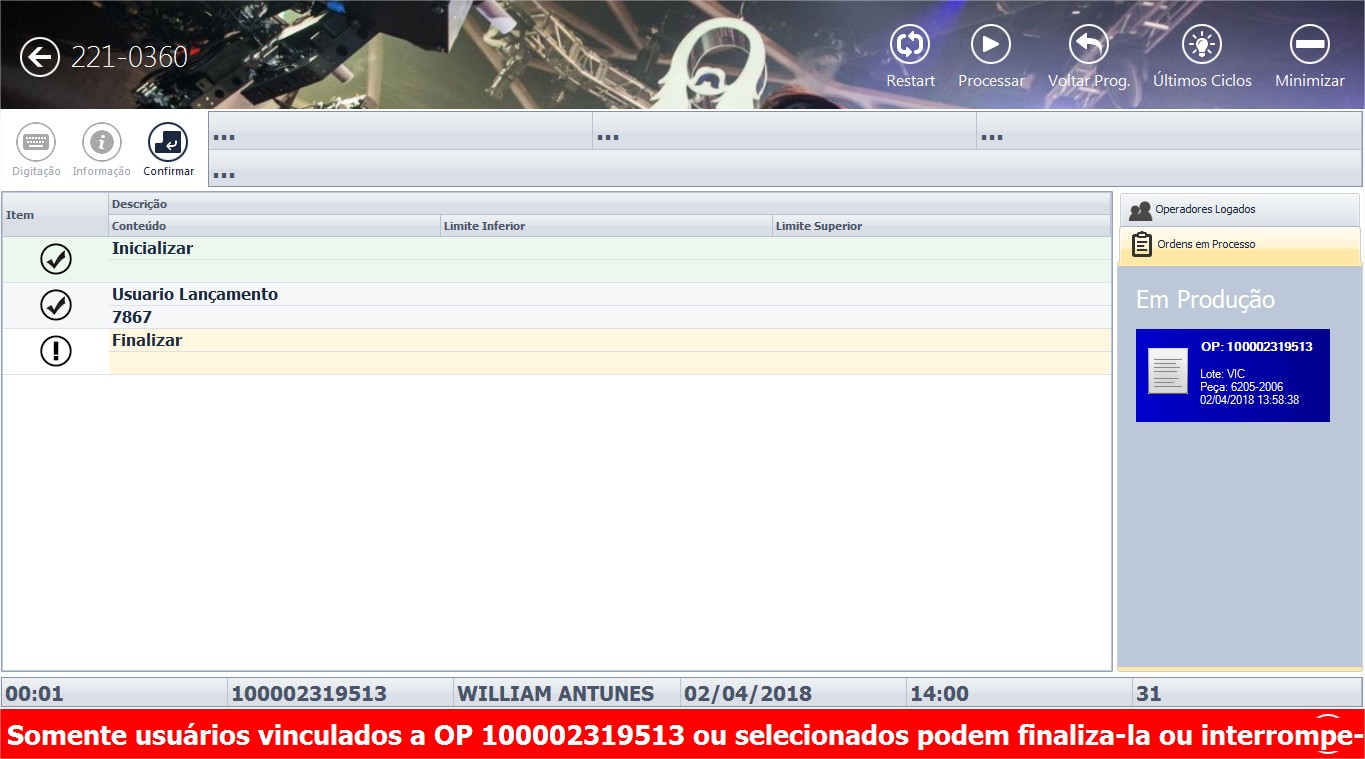 221-0360
Restart
Processar
Voltar Prog.
Últimos Ciclos
Minimizar
Digitação
Informação
Confirmar
...
...
...
...
Item
Descrição
Conteúdo
Limite Inferior
Limite Superior
Inicializar
Usuario Lançamento
7867
Finalizar
Operadores Logados
Ordens em Processo
Em Produção
OP: 100002319513
Lote: VIC
Peça: 6205-2006
02/04/2018 13:58:38
00:01
100002319513
WILLIAM ANTUNES
02/04/2018
14:00
31
Somente usuários vinculados a OP 100002319513 ou selecionados podem finaliza-la ou interrompe-